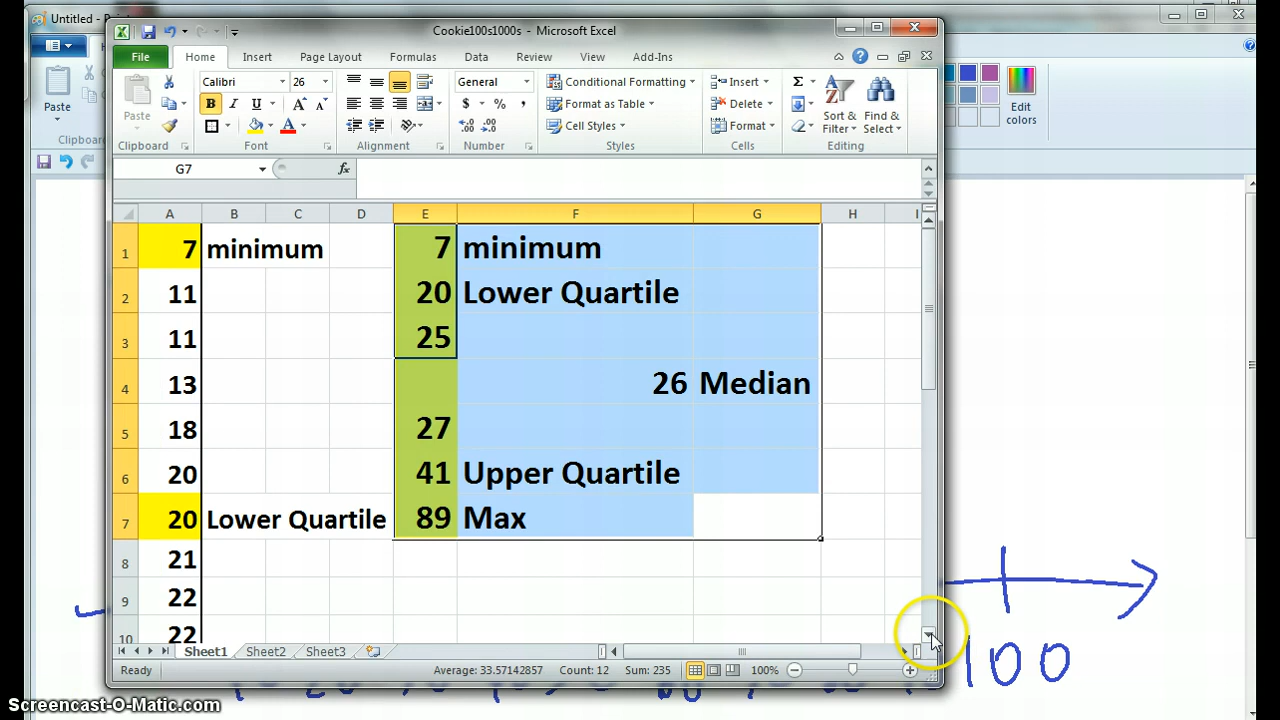 Untitled -
Cookie100s1000s - Microsoft Excel
File Home Insert Page Layout Formulas Data Review View Add-Ins
Paste
Calibri 26
B I U
General
$ % ,
Conditional Formatting
Format as Table
Cell Styles
Insert
Delete
Format
Sort & Filter
Find & Select
Edit colors
Paste
Clipboard Font Alignment Number Styles Cells Editing
G7 fx
A B C D E F G H I
1 7 minimum 7 minimum
2 11 20 Lower Quartile
3 11 25
4 13 26 Median
5 18 27
6 20 41 Upper Quartile
7 20 Lower Quartile 89 Max
8 21
9 22
10 22
Sheet1 Sheet2 Sheet3
Ready Average: 33.57142857 Count: 12 Sum: 235 100%
100
Screencast-O-Matic.com